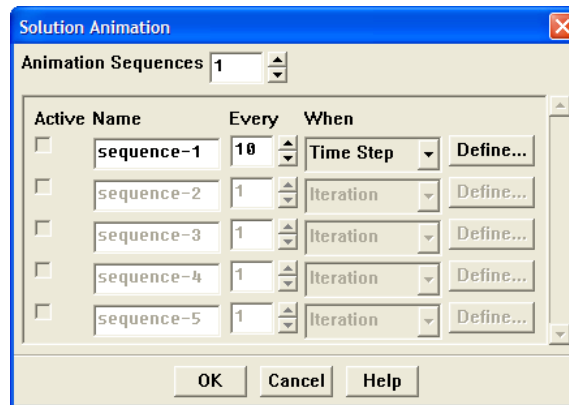 Solution Animation
Animation Sequences 1
Active Name Every When
sequence-1 10 Time Step Define...
sequence-2 1 Iteration Define...
sequence-3 1 Iteration Define...
sequence-4 1 Iteration Define...
sequence-5 1 Iteration Define...
OK Cancel Help